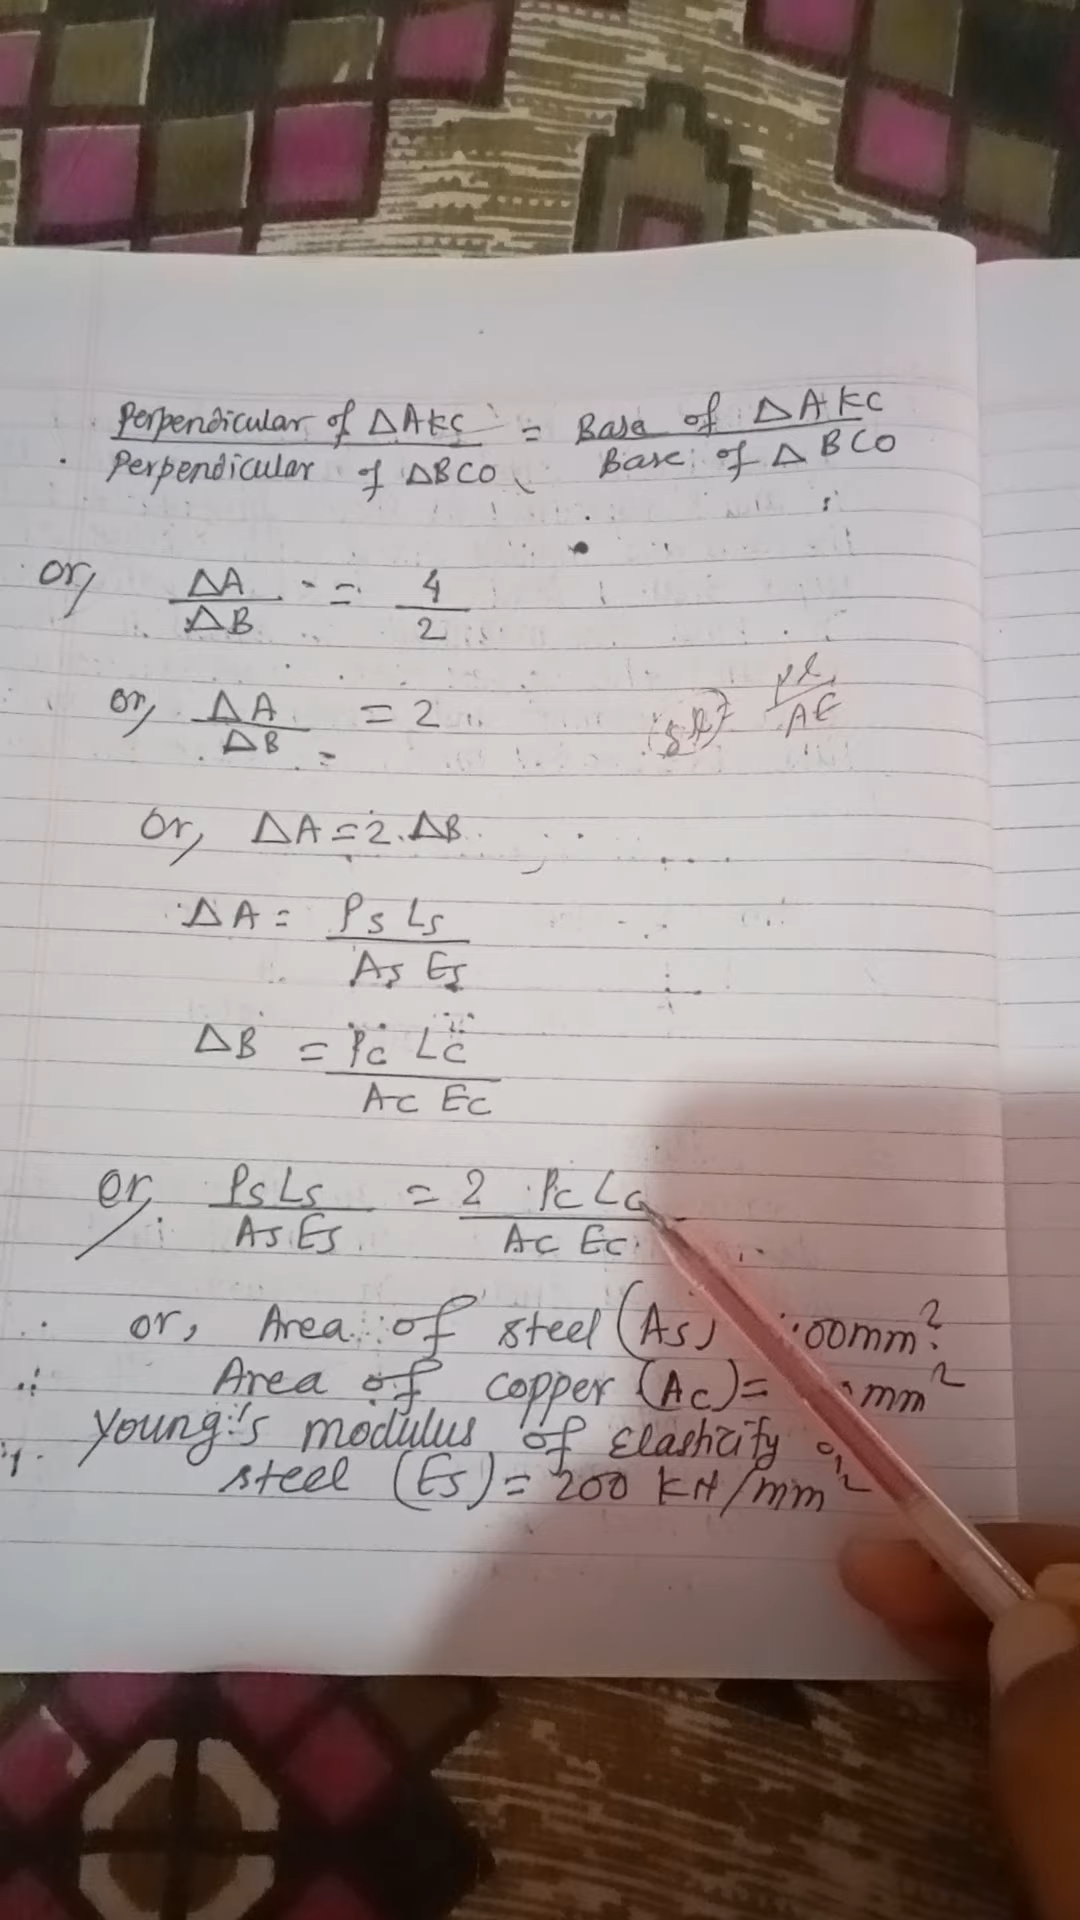 Perpendicular of ΔAKC = Base of ΔAKC
Perpendicular of ΔBCO Base of ΔBCO
or, ΔA = 4
ΔB 2
or, ΔA = 2
ΔB
(δl) = Pl
AE
or, ΔA = 2.ΔB
ΔA = Ps Ls
As Es
ΔB = Pc Lc
Ac Ec
or, Ps Ls = 2 Pc Lc
As Es Ac Ec
or, Area of steel (As) 00mm²
∴ Area of copper (Ac) = mm²
Young's modulus of Elasticity
steel (Es) = 200 KN/mm²